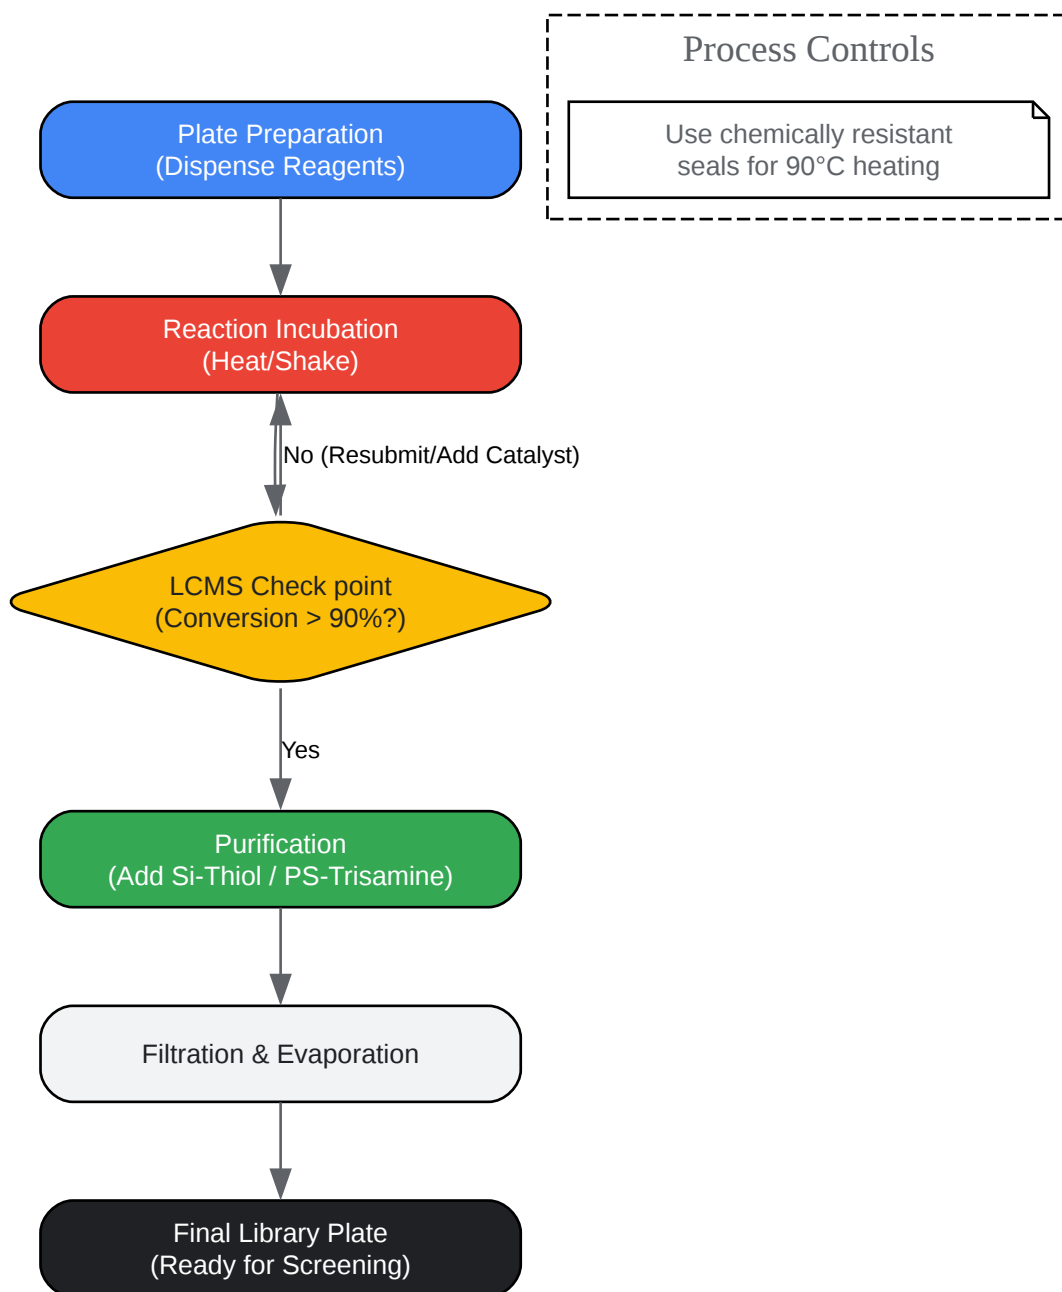 Process Controls
Plate Preparation
(Dispense Reagents)
Use chemically resistant
seals for 90°C heating
Reaction Incubation
(Heat/Shake)
No (Resubmit/Add Catalyst)
LCMS Check point
(Conversion > 90%?)
Yes
Purification
(Add Si-Thiol / PS-Trisamine)
Filtration & Evaporation
Final Library Plate
(Ready for Screening)